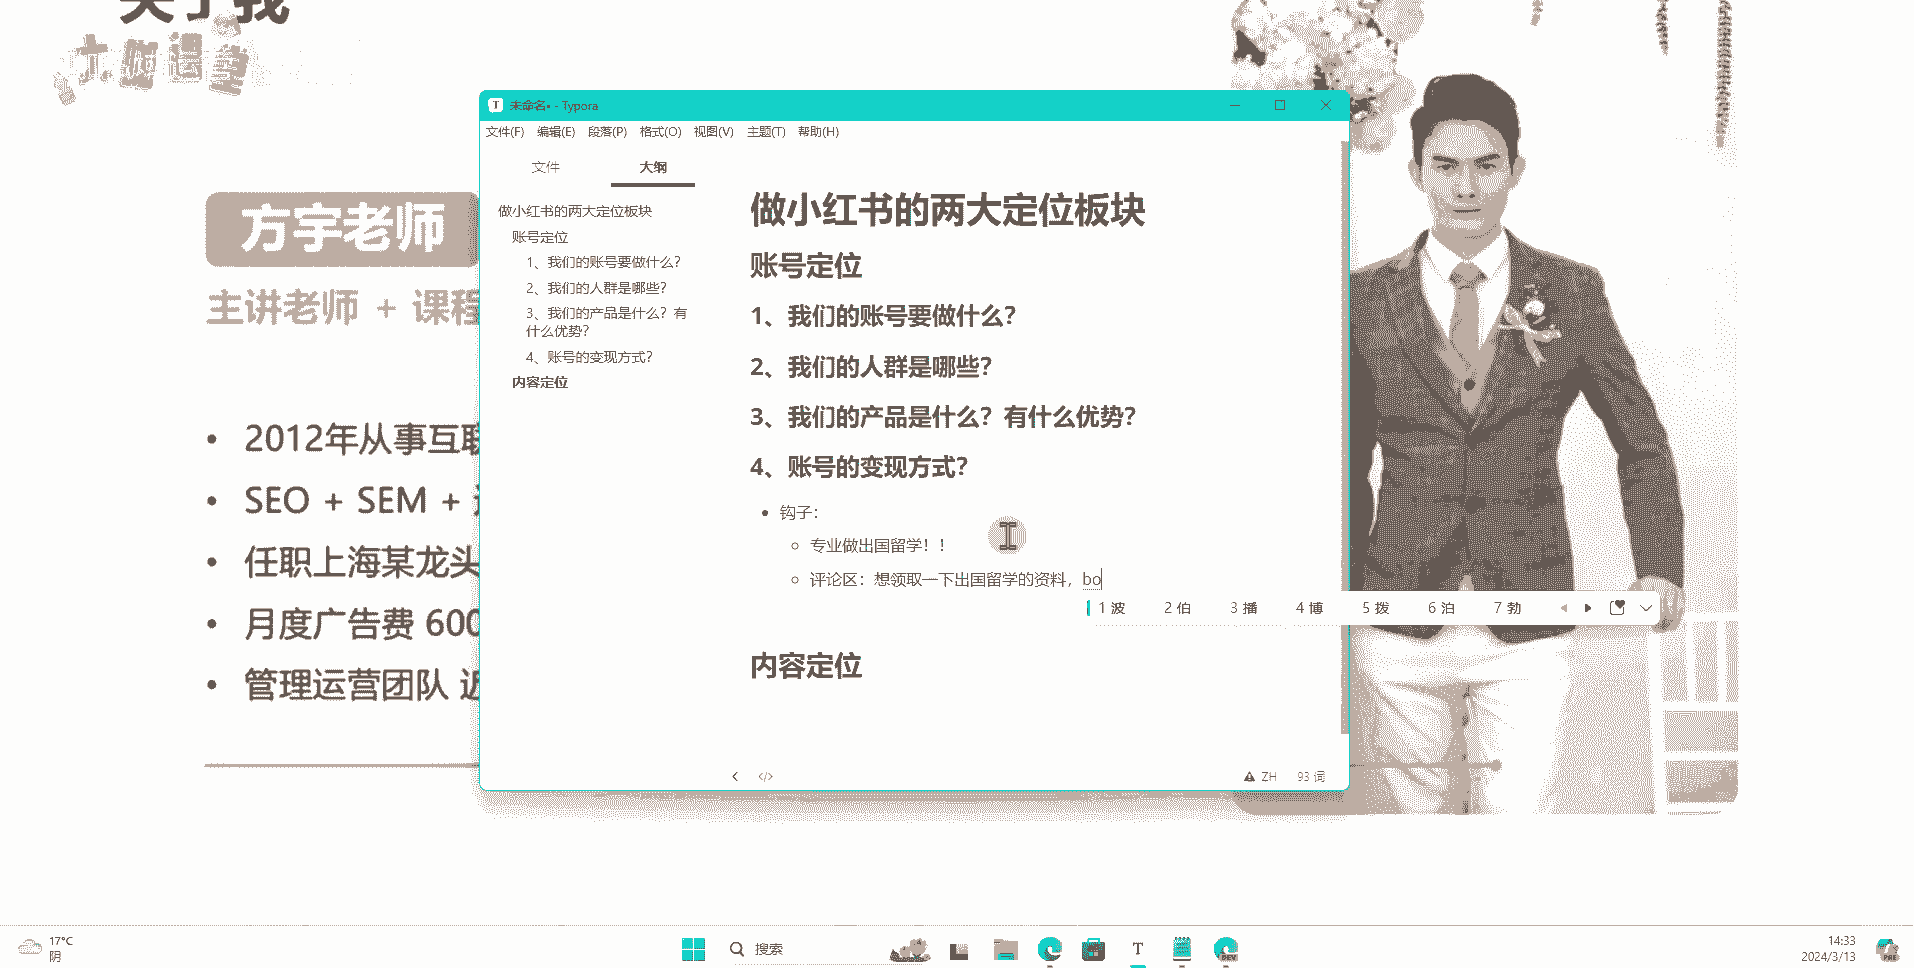 关于我
大咖课堂
方宇老师
主讲老师 + 课程
2012年从事互联
SEO + SEM +
任职上海某龙头
月度广告费 600
管理运营团队 近
未命名• - Typora
文件(F) 编辑(E) 段落(P) 格式(O) 视图(V) 主题(T) 帮助(H)
文件 大纲
做小红书的两大定位板块
账号定位
1、我们的账号要做什么？
2、我们的人群是哪些？
3、我们的产品是什么？有
什么优势？
4、账号的变现方式？
内容定位
做小红书的两大定位板块
账号定位
1、我们的账号要做什么？
2、我们的人群是哪些？
3、我们的产品是什么？有什么优势？
4、账号的变现方式？
钩子：
专业做出国留学！！
评论区：想领取一下出国留学的资料，bo
1 波 2 伯 3 播 4 博 5 拨 6 泊 7 勃
内容定位
ZH 93 词
17°C
阴
搜索
T
DEV
14:33
2024/3/13
PRE